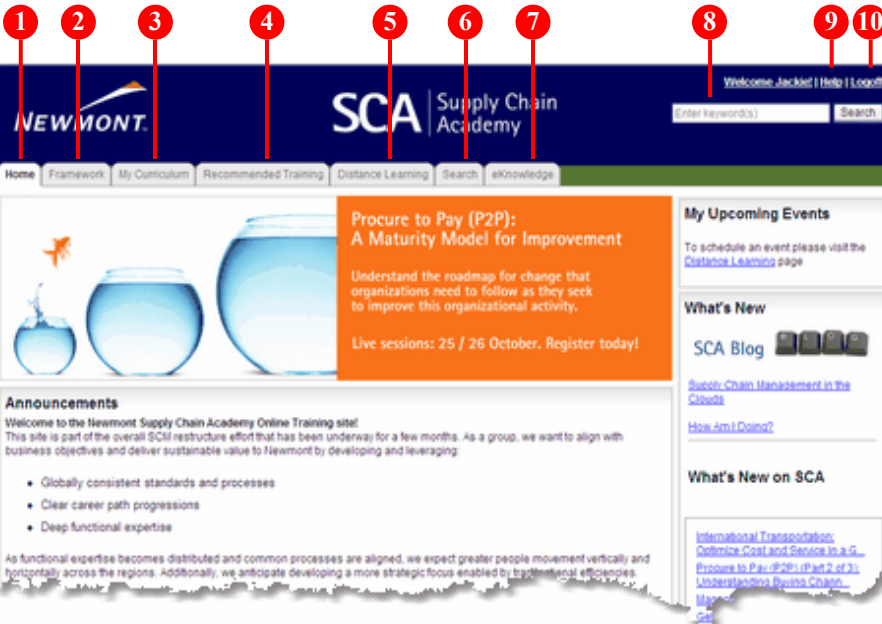 1 2 3 4 5 6 7 8 9 10
Welcome Jackie! | Help | Logoff
NEWMONT.
SCA Supply Chain
Academy
Enter keyword(s) Search
Home Framework My Curriculum Recommended Training Distance Learning Search eKnowledge
Procure to Pay (P2P):
A Maturity Model for Improvement
Understand the roadmap for change that
organizations need to follow as they seek
to improve this organizational activity.
Live sessions: 25 / 26 October. Register today!
Announcements
Welcome to the Newmont Supply Chain Academy Online Training site!
This site is part of the overall SCM restructure effort that has been underway for a few months. As a group, we want to align with
business objectives and deliver sustainable value to Newmont by developing and leveraging:
• Globally consistent standards and processes
• Clear career path progressions
• Deep functional expertise
As functional expertise becomes distributed and common processes are aligned, we expect greater people movement vertically and
horizontally across the regions. Additionally, we anticipate developing a more strategic focus enabled by transactional efficiencies.
My Upcoming Events
To schedule an event please visit the
Distance Learning page
What's New
SCA Blog
B L O G
Supply Chain Management in the
Clouds
How Am I Doing?
What's New on SCA
International Transportation:
Optimize Cost and Service in a G...
Procure to Pay (P2P) (Part 2 of 3):
Understanding Buying Chann...